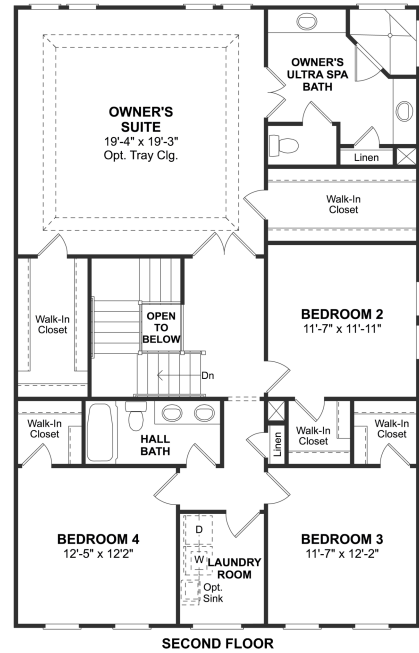 OWNER'S
SUITE
19'-4" x 19'-3"
Opt. Tray Clg.
OWNER'S
ULTRA SPA
BATH
Linen
Walk-In
Closet
Walk-In
Closet
OPEN
TO
BELOW
Dn
BEDROOM 2
11'-7" x 11'-11"
Walk-In
Closet
HALL
BATH
Linen
Walk-In
Closet
Walk-In
Closet
BEDROOM 4
12'-5" x 12'2"
D
W
LAUNDRY
ROOM
Opt.
Sink
BEDROOM 3
11'-7" x 12'-2"
SECOND FLOOR